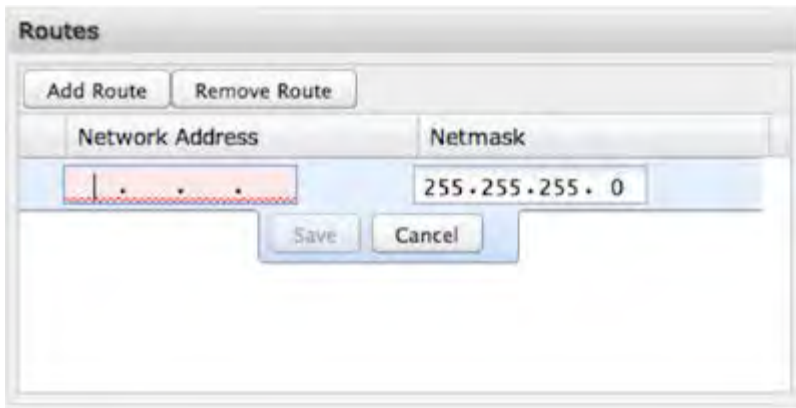 Routes
Add Route Remove Route
Network Address Netmask
. . . 255.255.255. 0
Save Cancel